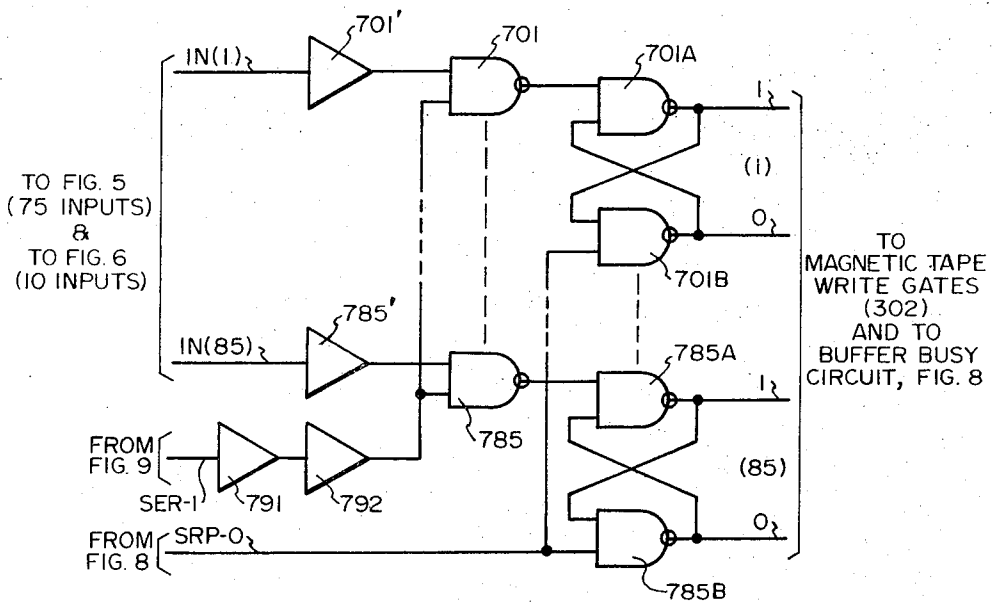 701'
701
701A
IN(1)
1
TO FIG. 5
(75 INPUTS)
&
TO FIG. 6
(10 INPUTS)
(1)
0
701B
TO
MAGNETIC TAPE
WRITE GATES
(302)
AND TO
BUFFER BUSY
CIRCUIT, FIG. 8
785'
IN(85)
785A
1
785
FROM
FIG. 9
SER-1
791
792
(85)
FROM
FIG. 8
SRP-0
0
785B